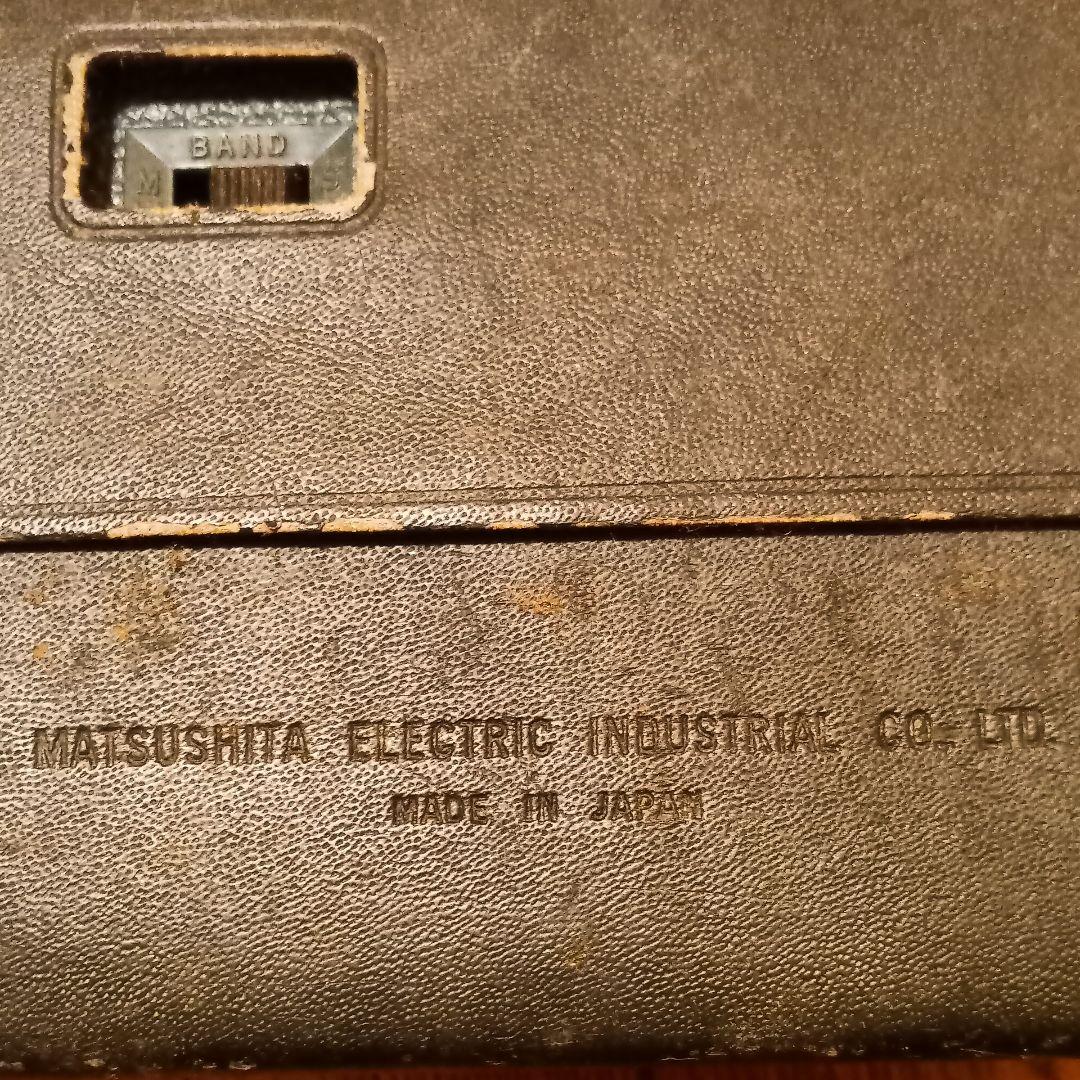 BAND
M S
MATSUSHITA ELECTRIC INDUSTRIAL CO., LTD.
MADE IN JAPAN